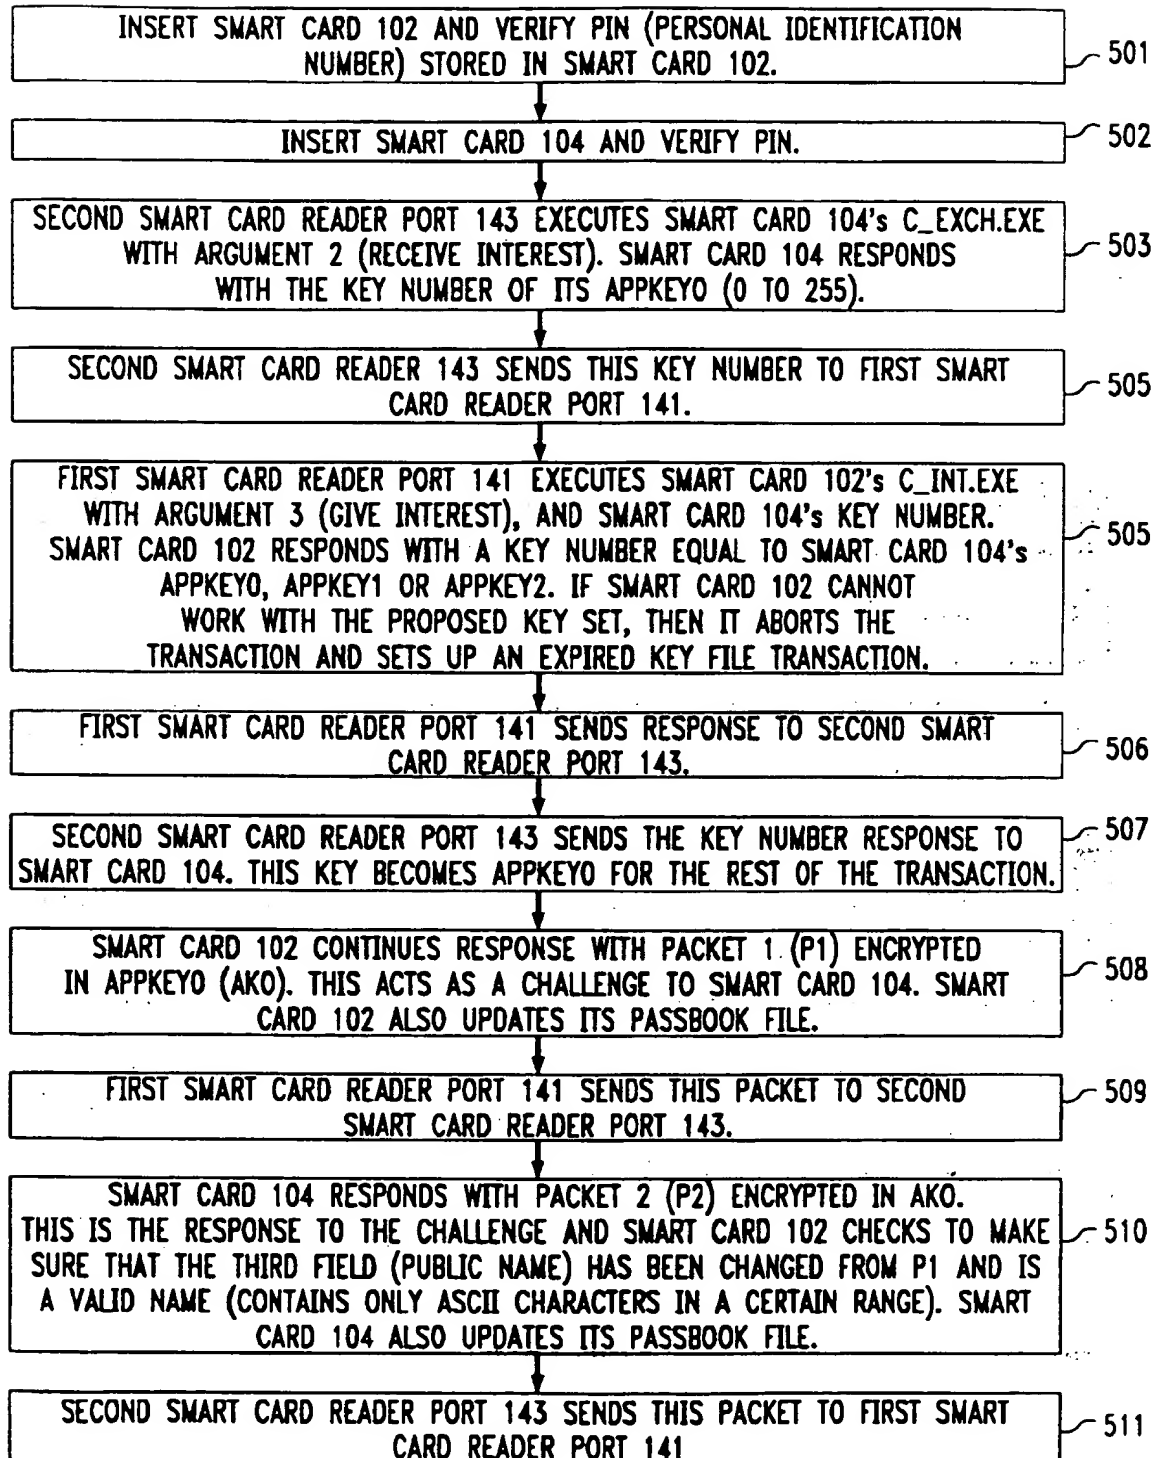 INSERT SMART CARD 102 AND VERIFY PIN (PERSONAL IDENTIFICATION
NUMBER) STORED IN SMART CARD 102.
501
INSERT SMART CARD 104 AND VERIFY PIN.
502
SECOND SMART CARD READER PORT 143 EXECUTES SMART CARD 104's C_EXCH.EXE
WITH ARGUMENT 2 (RECEIVE INTEREST). SMART CARD 104 RESPONDS
WITH THE KEY NUMBER OF ITS APPKEY0 (0 TO 255).
503
SECOND SMART CARD READER 143 SENDS THIS KEY NUMBER TO FIRST SMART
CARD READER PORT 141.
505
FIRST SMART CARD READER PORT 141 EXECUTES SMART CARD 102's C_INT.EXE
WITH ARGUMENT 3 (GIVE INTEREST), AND SMART CARD 104's KEY NUMBER.
SMART CARD 102 RESPONDS WITH A KEY NUMBER EQUAL TO SMART CARD 104's
APPKEY0, APPKEY1 OR APPKEY2. IF SMART CARD 102 CANNOT
WORK WITH THE PROPOSED KEY SET, THEN IT ABORTS THE
TRANSACTION AND SETS UP AN EXPIRED KEY FILE TRANSACTION.
505
FIRST SMART CARD READER PORT 141 SENDS RESPONSE TO SECOND SMART
CARD READER PORT 143.
506
SECOND SMART CARD READER PORT 143 SENDS THE KEY NUMBER RESPONSE TO
SMART CARD 104. THIS KEY BECOMES APPKEY0 FOR THE REST OF THE TRANSACTION.
507
SMART CARD 102 CONTINUES RESPONSE WITH PACKET 1 (P1) ENCRYPTED
IN APPKEY0 (AK0). THIS ACTS AS A CHALLENGE TO SMART CARD 104. SMART
CARD 102 ALSO UPDATES ITS PASSBOOK FILE.
508
FIRST SMART CARD READER PORT 141 SENDS THIS PACKET TO SECOND
SMART CARD READER PORT 143.
509
SMART CARD 104 RESPONDS WITH PACKET 2 (P2) ENCRYPTED IN AK0.
THIS IS THE RESPONSE TO THE CHALLENGE AND SMART CARD 102 CHECKS TO MAKE
SURE THAT THE THIRD FIELD (PUBLIC NAME) HAS BEEN CHANGED FROM P1 AND IS
A VALID NAME (CONTAINS ONLY ASCII CHARACTERS IN A CERTAIN RANGE). SMART
CARD 104 ALSO UPDATES ITS PASSBOOK FILE.
510
SECOND SMART CARD READER PORT 143 SENDS THIS PACKET TO FIRST SMART
CARD READER PORT 141
511